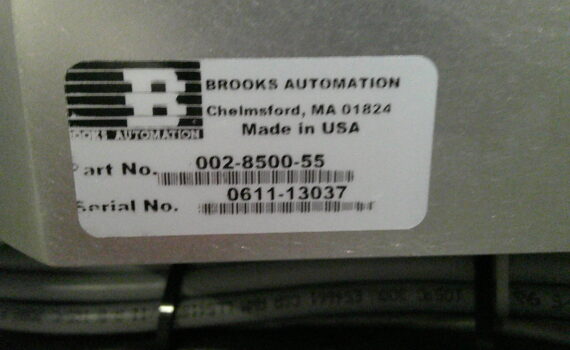 B
BROOKS AUTOMATION
BROOKS AUTOMATION
Chelmsford, MA 01824
Made in USA
Part No. 002-8500-55
Serial No. 0611-13037